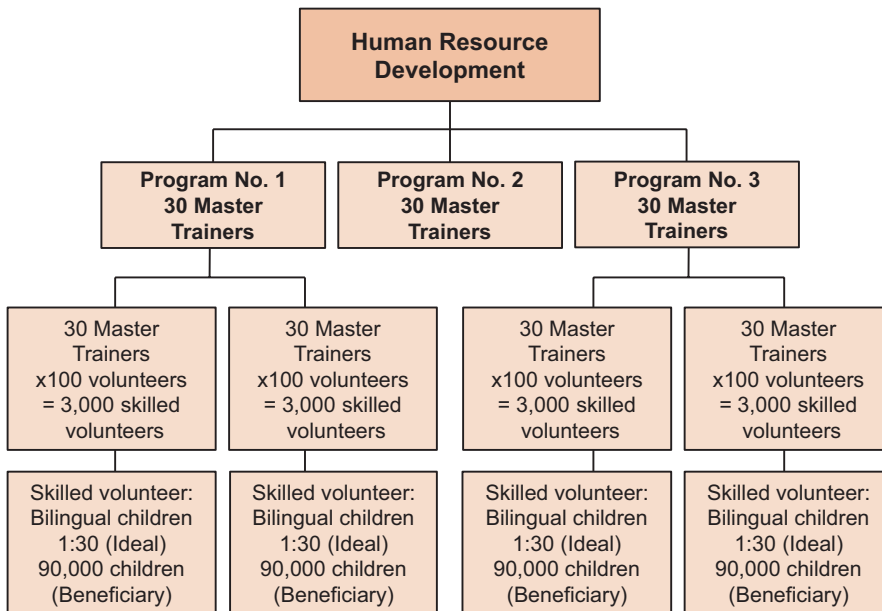 Human Resource
Development
Program No. 1
30 Master
Trainers
Program No. 2
30 Master
Trainers
Program No. 3
30 Master
Trainers
30 Master
Trainers
x100 volunteers
= 3,000 skilled
volunteers
30 Master
Trainers
x100 volunteers
= 3,000 skilled
volunteers
30 Master
Trainers
x100 volunteers
= 3,000 skilled
volunteers
30 Master
Trainers
x100 volunteers
= 3,000 skilled
volunteers
Skilled volunteer:
Bilingual children
1:30 (Ideal)
90,000 children
(Beneficiary)
Skilled volunteer:
Bilingual children
1:30 (Ideal)
90,000 children
(Beneficiary)
Skilled volunteer:
Bilingual children
1:30 (Ideal)
90,000 children
(Beneficiary)
Skilled volunteer:
Bilingual children
1:30 (Ideal)
90,000 children
(Beneficiary)